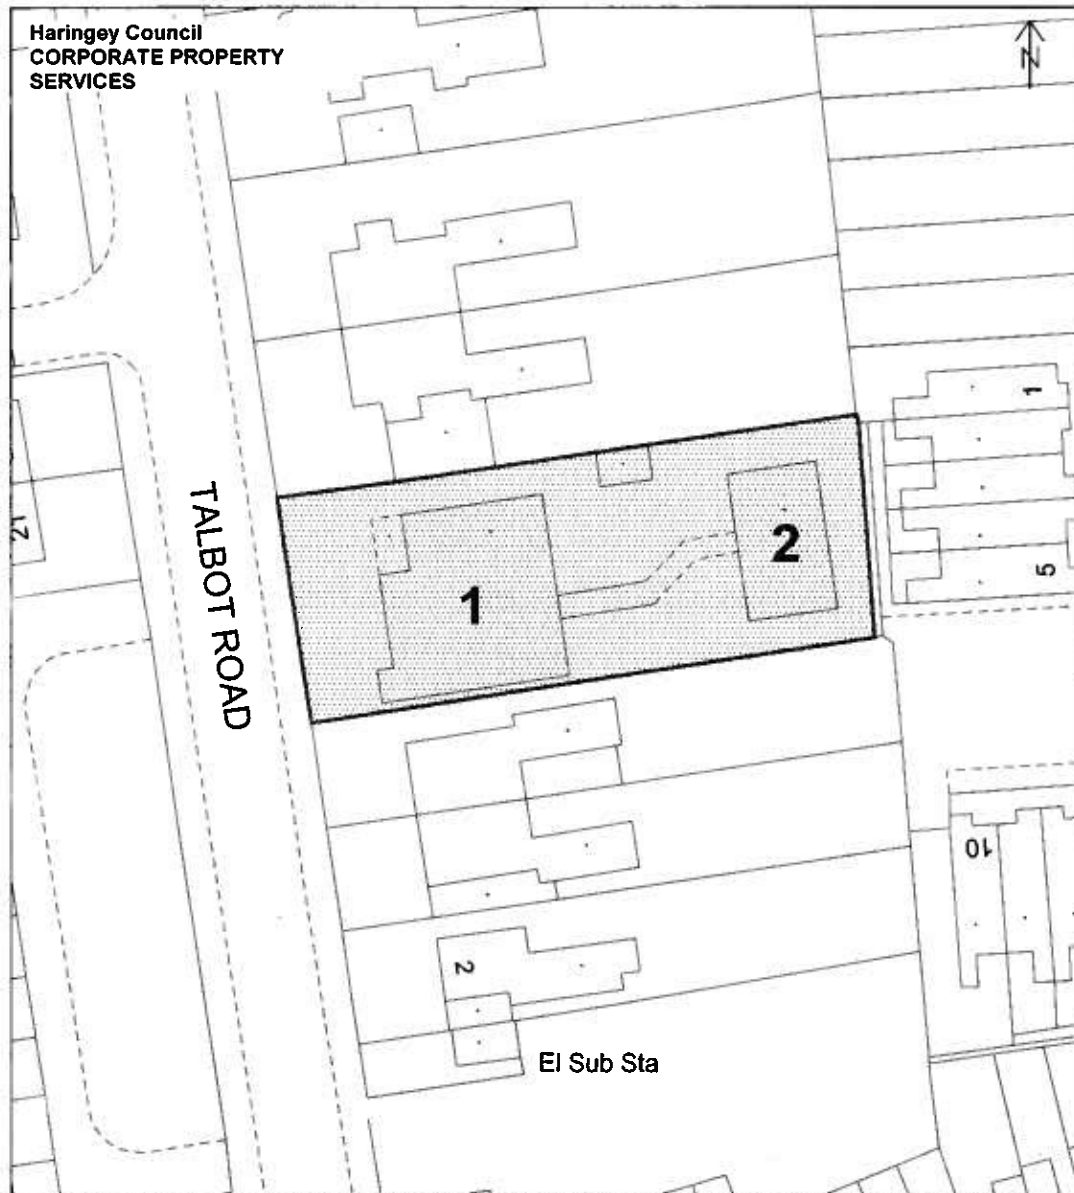 Haringey Council
CORPORATE PROPERTY
SERVICES
N
1
21
TALBOT ROAD
2
1
5
10
2
El Sub Sta